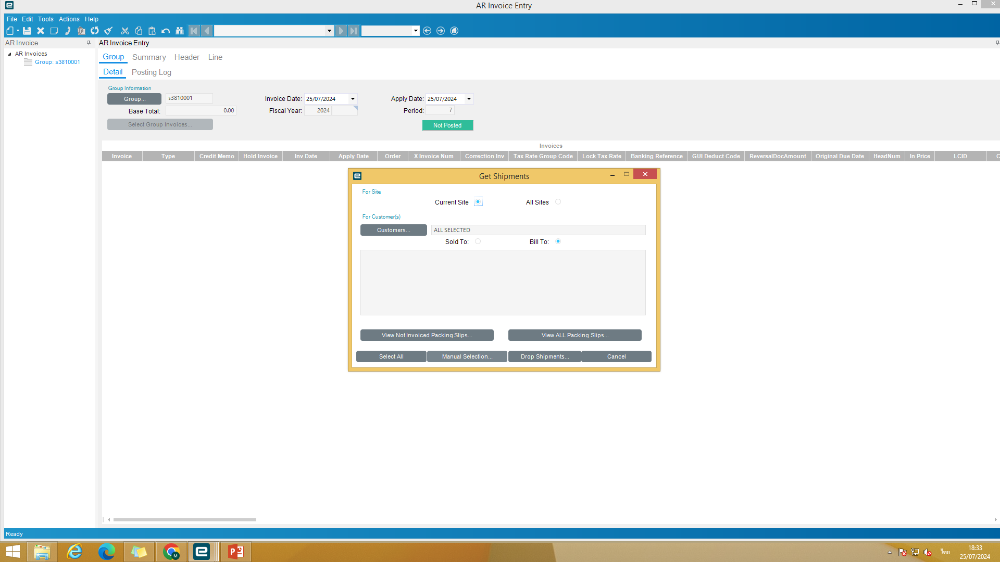 AR Invoice Entry
File Edit Tools Actions Help
AR Invoice
AR Invoice Entry
AR Invoices
Group: s3810001
Group Summary Header Line
Detail Posting Log
Group Information
Group... s3810001 Invoice Date: 25/07/2024 Apply Date: 25/07/2024
Base Total: 0.00 Fiscal Year: 2024 Period: 7
Select Group Invoices... Not Posted
Invoices
Invoice Type Credit Memo Hold Invoice Inv Date Apply Date Order X Invoice Num Correction Inv Tax Rate Group Code Lock Tax Rate Banking Reference GUI Deduct Code ReversalDocAmount Original Due Date HeadNum In Price LCID C
Get Shipments
For Site
Current Site All Sites
For Customer(s)
Customers... ALL SELECTED
Sold To: Bill To:
View Not Invoiced Packing Slips... View ALL Packing Slips...
Select All Manual Selection... Drop Shipments... Cancel
Ready
M
ไทย
18:33
25/07/2024